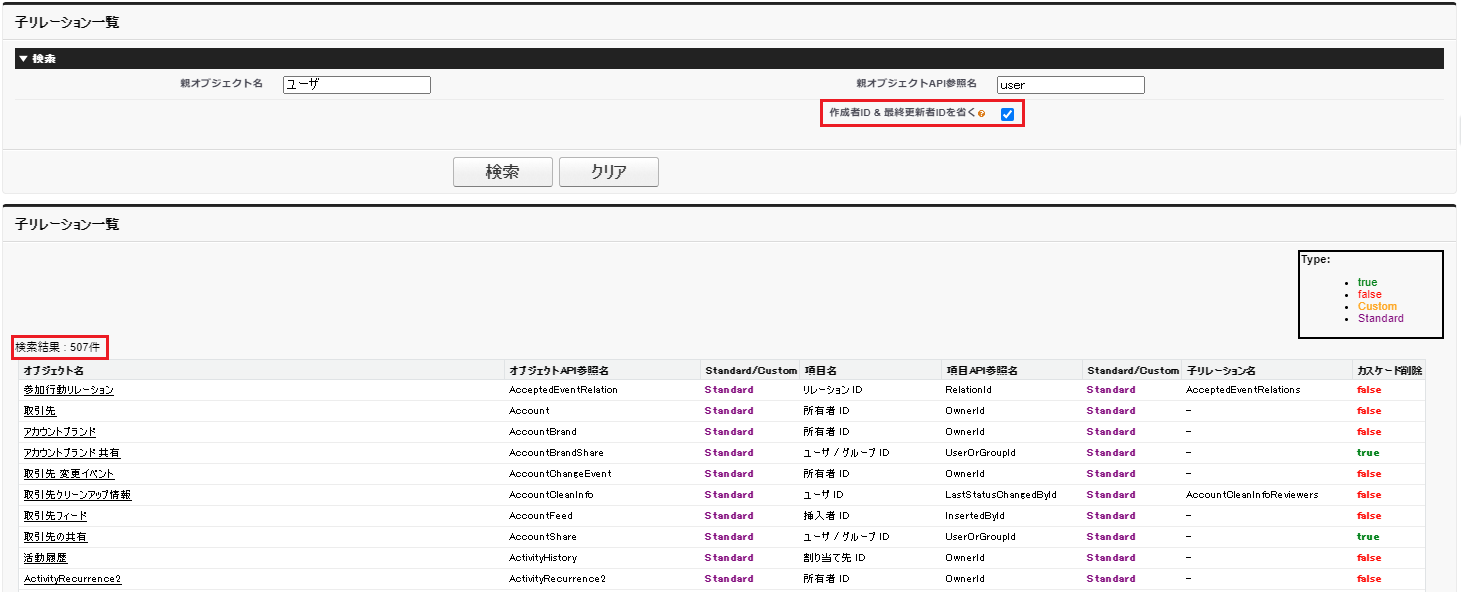 子リレーション一覧
▼ 検索
親オブジェクト名 ユーザ 親オブジェクトAPI参照名 user
作成者ID & 最終更新者IDを省く ?
検索 クリア
子リレーション一覧
Type:
true
false
Custom
Standard
検索結果 : 507件
オブジェクト名 オブジェクトAPI参照名 Standard/Custom 項目名 項目API参照名 Standard/Custom 子リレーション名 カスケード削除
参加行動リレーション AcceptedEventRelation Standard リレーション ID RelationId Standard AcceptedEventRelations false
取引先 Account Standard 所有者 ID OwnerId Standard - false
アカウントブランド AccountBrand Standard 所有者 ID OwnerId Standard - false
アカウントブランド 共有 AccountBrandShare Standard ユーザ / グループ ID UserOrGroupId Standard - true
取引先 変更イベント AccountChangeEvent Standard 所有者 ID OwnerId Standard - false
取引先クリーンアップ情報 AccountCleanInfo Standard ユーザ ID LastStatusChangedById Standard AccountCleanInfoReviewers false
取引先フィード AccountFeed Standard 挿入者 ID InsertedById Standard - false
取引先の共有 AccountShare Standard ユーザ / グループ ID UserOrGroupId Standard - true
活動履歴 ActivityHistory Standard 割り当て先 ID OwnerId Standard - false
ActivityRecurrence2 ActivityRecurrence2 Standard 所有者 ID OwnerId Standard - false